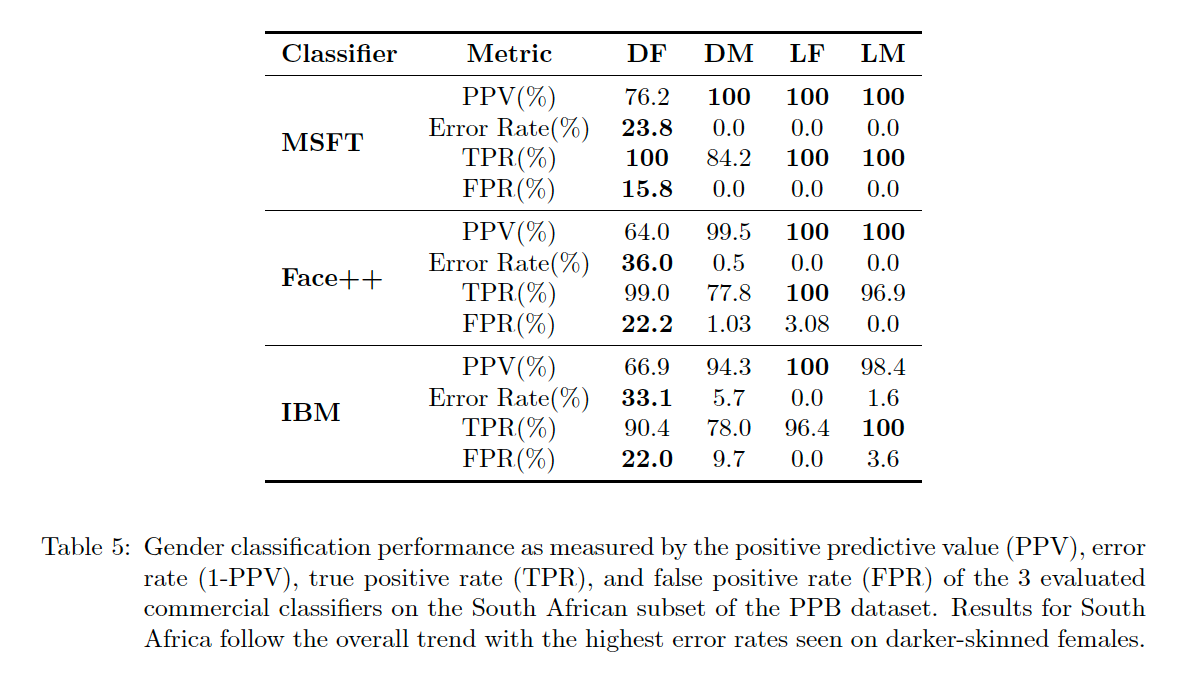 Classifier Metric DF DM LF LM
MSFT
PPV(%) 76.2 100 100 100
Error Rate(%) 23.8 0.0 0.0 0.0
TPR(%) 100 84.2 100 100
FPR(%) 15.8 0.0 0.0 0.0
Face++
PPV(%) 64.0 99.5 100 100
Error Rate(%) 36.0 0.5 0.0 0.0
TPR(%) 99.0 77.8 100 96.9
FPR(%) 22.2 1.03 3.08 0.0
IBM
PPV(%) 66.9 94.3 100 98.4
Error Rate(%) 33.1 5.7 0.0 1.6
TPR(%) 90.4 78.0 96.4 100
FPR(%) 22.0 9.7 0.0 3.6
Table 5: Gender classification performance as measured by the positive predictive value (PPV), error
rate (1-PPV), true positive rate (TPR), and false positive rate (FPR) of the 3 evaluated
commercial classifiers on the South African subset of the PPB dataset. Results for South
Africa follow the overall trend with the highest error rates seen on darker-skinned females.